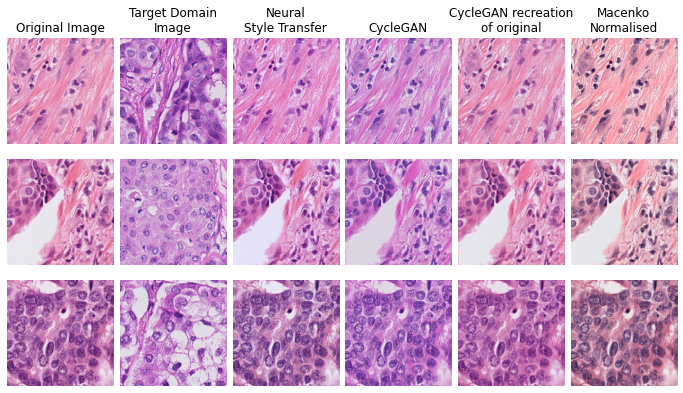 Original Image
Target Domain
Image
Neural
Style Transfer
CycleGAN
CycleGAN recreation
of original
Macenko
Normalised